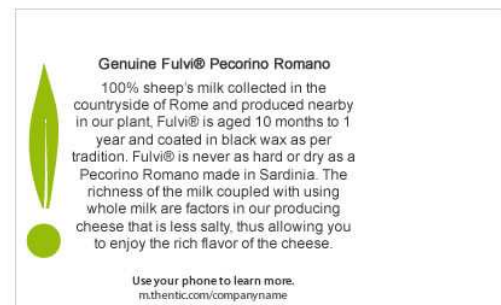 Genuine Fulvi® Pecorino Romano
100% sheep's milk collected in the
countryside of Rome and produced nearby
in our plant, Fulvi® is aged 10 months to 1
year and coated in black wax as per
tradition. Fulvi® is never as hard or dry as a
Pecorino Romano made in Sardinia. The
richness of the milk coupled with using
whole milk are factors in our producing
cheese that is less salty, thus allowing you
to enjoy the rich flavor of the cheese.
Use your phone to learn more.
m.thentic.com/companyname